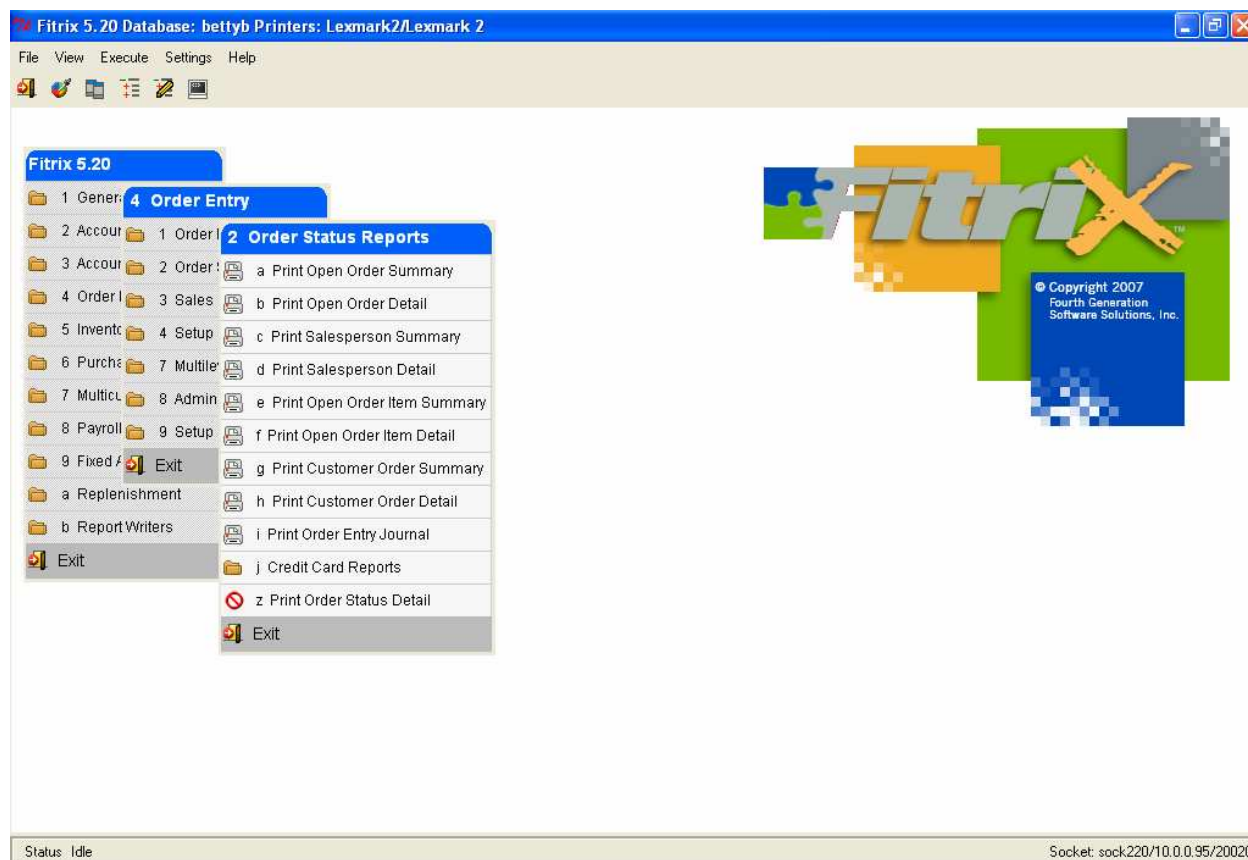 Fitrix 5.20 Database: bettyb Printers: Lexmark2/Lexmark 2
File View Execute Settings Help
Fitrix 5.20
1 Gener
2 Accour
3 Accour
4 Order
5 Invento
6 Purcha
7 Multicu
8 Payroll
9 Fixed
a Replenishment
b Report Writers
Exit
4 Order Entry
1 Order
2 Order
3 Sales
4 Setup
7 Multile
8 Admin
9 Setup
Exit
2 Order Status Reports
a Print Open Order Summary
b Print Open Order Detail
c Print Salesperson Summary
d Print Salesperson Detail
e Print Open Order Item Summary
f Print Open Order Item Detail
g Print Customer Order Summary
h Print Customer Order Detail
i Print Order Entry Journal
j Credit Card Reports
z Print Order Status Detail
Exit
FitriX
TM
© Copyright 2007
Fourth Generation
Software Solutions, Inc.
Status Idle
Socket: sock220/10.0.0.95/20020